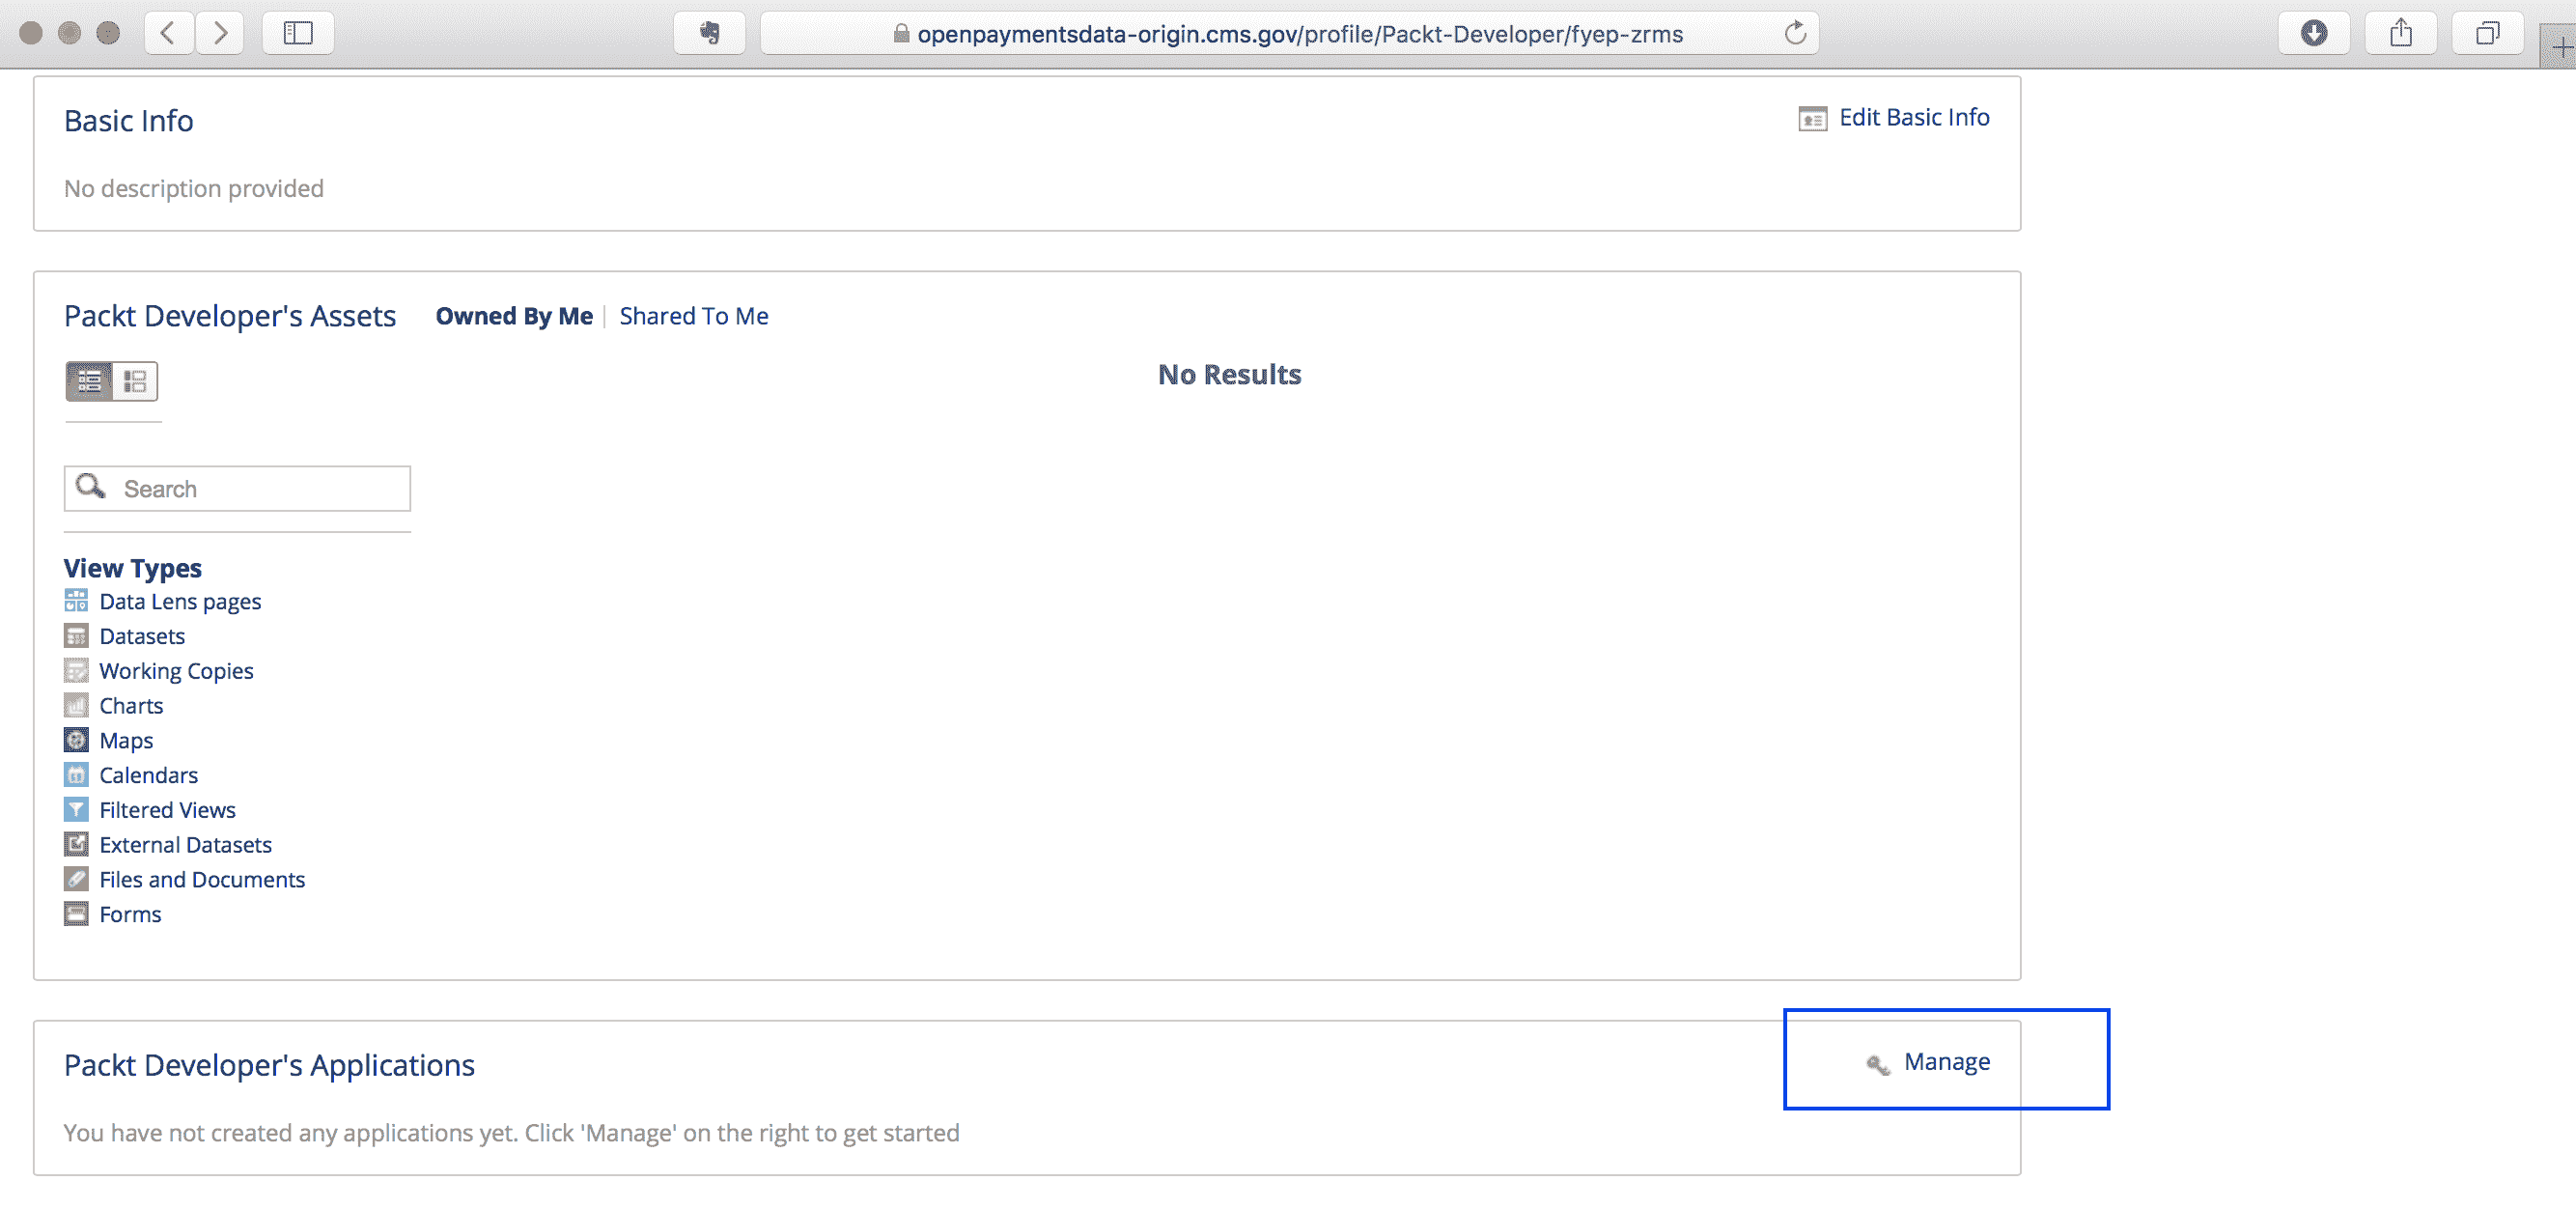 openpaymentsdata-origin.cms.gov/profile/Packt-Developer/fyep-zrms
Basic Info
Edit Basic Info
No description provided
Packt Developer's Assets
Owned By Me | Shared To Me
No Results
Search
View Types
Data Lens pages
Datasets
Working Copies
Charts
Maps
Calendars
Filtered Views
External Datasets
Files and Documents
Forms
Packt Developer's Applications
Manage
You have not created any applications yet. Click 'Manage' on the right to get started